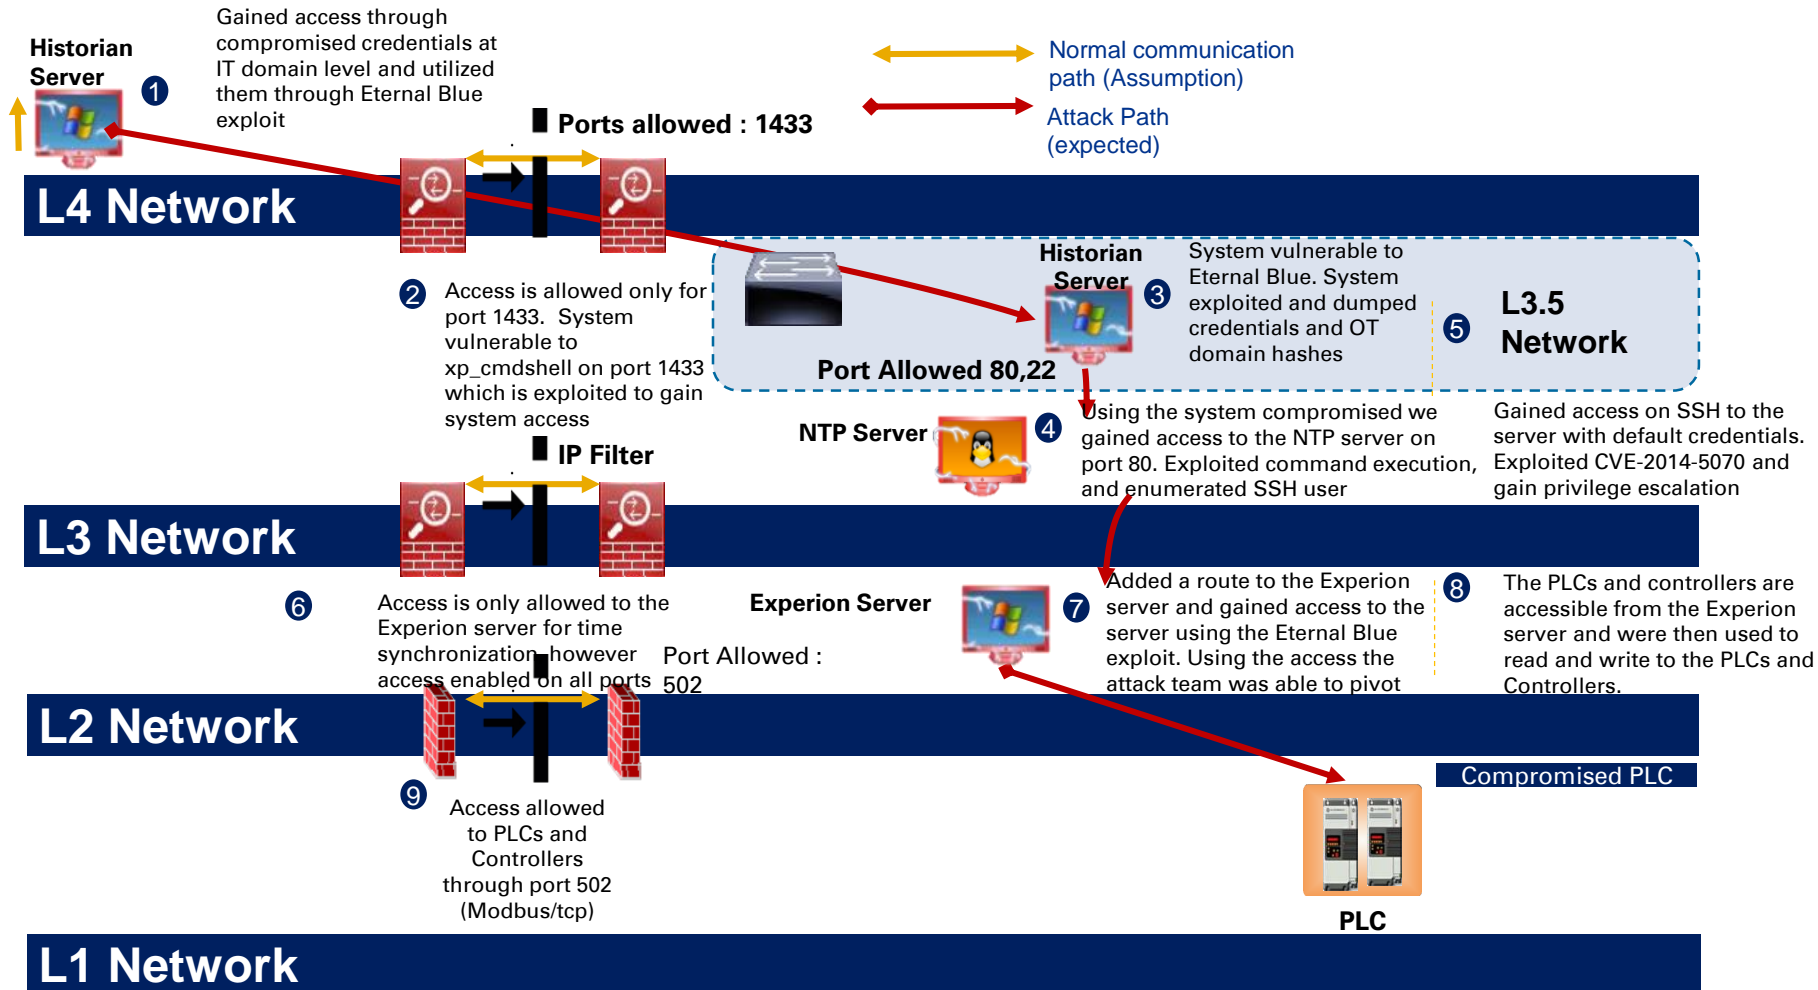 Historian
Server
1
Gained access through
compromised credentials at
IT domain level and utilized
them through Eternal Blue
exploit
Normal communication
path (Assumption)
Attack Path
(expected)
Ports allowed : 1433
L4 Network
2
Access is allowed only for
port 1433. System
vulnerable to
xp_cmdshell on port 1433
which is exploited to gain
system access
Historian
Server
3
System vulnerable to
Eternal Blue. System
exploited and dumped
credentials and OT
domain hashes
5
L3.5
Network
Port Allowed 80,22
NTP Server
4
Using the system compromised we
gained access to the NTP server on
port 80. Exploited command execution,
and enumerated SSH user
Gained access on SSH to the
server with default credentials.
Exploited CVE-2014-5070 and
gain privilege escalation
IP Filter
L3 Network
6
Access is only allowed to the
Experion server for time
synchronization, however
access enabled on all ports
Port Allowed :
502
Experion Server
7
Added a route to the Experion
server and gained access to the
server using the Eternal Blue
exploit. Using the access the
attack team was able to pivot
8
The PLCs and controllers are
accessible from the Experion
server and were then used to
read and write to the PLCs and
Controllers.
L2 Network
9
Access allowed
to PLCs and
Controllers
through port 502
(Modbus/tcp)
Compromised PLC
PLC
L1 Network